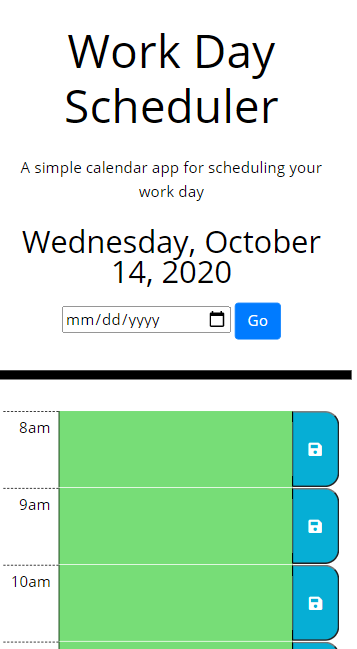 Work Day
Scheduler
A simple calendar app for scheduling your
work day
Wednesday, October
14, 2020
mm/dd/yyyy Go
8am
9am
10am